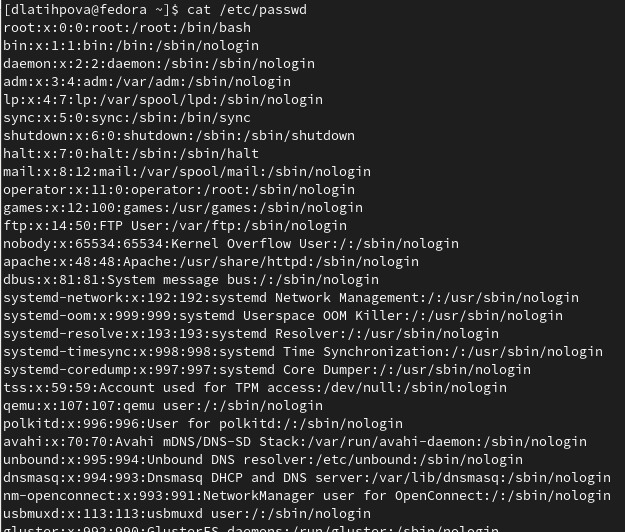 [dlatihpova@fedora ~]$ cat /etc/passwd
root:x:0:0:root:/root:/bin/bash
bin:x:1:1:bin:/bin:/sbin/nologin
daemon:x:2:2:daemon:/sbin:/sbin/nologin
adm:x:3:4:adm:/var/adm:/sbin/nologin
lp:x:4:7:lp:/var/spool/lpd:/sbin/nologin
sync:x:5:0:sync:/sbin:/bin/sync
shutdown:x:6:0:shutdown:/sbin:/sbin/shutdown
halt:x:7:0:halt:/sbin:/sbin/halt
mail:x:8:12:mail:/var/spool/mail:/sbin/nologin
operator:x:11:0:operator:/root:/sbin/nologin
games:x:12:100:games:/usr/games:/sbin/nologin
ftp:x:14:50:FTP User:/var/ftp:/sbin/nologin
nobody:x:65534:65534:Kernel Overflow User:/:/sbin/nologin
apache:x:48:48:Apache:/usr/share/httpd:/sbin/nologin
dbus:x:81:81:System message bus:/:/sbin/nologin
systemd-network:x:192:192:systemd Network Management:/:/usr/sbin/nologin
systemd-oom:x:999:999:systemd Userspace OOM Killer:/:/usr/sbin/nologin
systemd-resolve:x:193:193:systemd Resolver:/:/usr/sbin/nologin
systemd-timesync:x:998:998:systemd Time Synchronization:/:/usr/sbin/nologin
systemd-coredump:x:997:997:systemd Core Dumper:/:/usr/sbin/nologin
tss:x:59:59:Account used for TPM access:/dev/null:/sbin/nologin
qemu:x:107:107:qemu user:/:/sbin/nologin
polkitd:x:996:996:User for polkitd:/:/sbin/nologin
avahi:x:70:70:Avahi mDNS/DNS-SD Stack:/var/run/avahi-daemon:/sbin/nologin
unbound:x:995:994:Unbound DNS resolver:/etc/unbound:/sbin/nologin
dnsmasq:x:994:993:Dnsmasq DHCP and DNS server:/var/lib/dnsmasq:/sbin/nologin
nm-openconnect:x:993:991:NetworkManager user for OpenConnect:/:/sbin/nologin
usbmuxd:x:113:113:usbmuxd user:/:/sbin/nologin
gluster:x:992:990:GlusterFS daemons:/run/gluster:/sbin/nologin